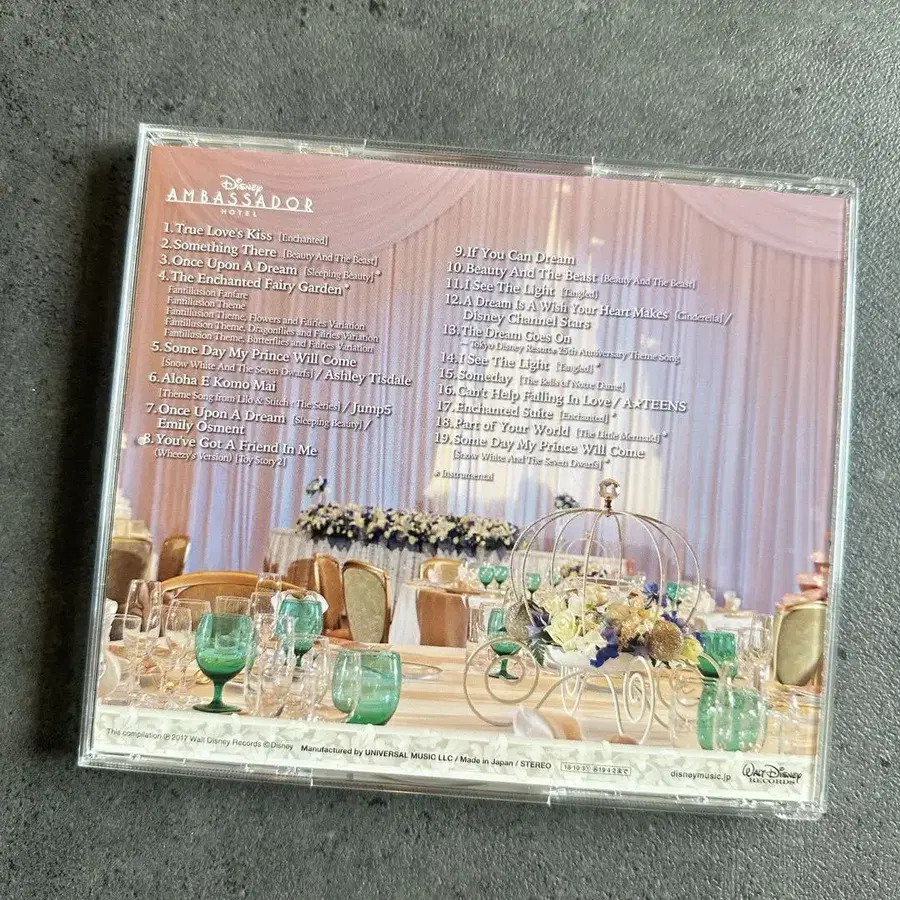 Disney
AMBASSADOR
HOTEL
1. True Love's Kiss [Enchanted]
2. Something There [Beauty And The Beast]
3. Once Upon A Dream [Sleeping Beauty]*
4. The Enchanted Fairy Garden*
Fantillusion Fanfare
Fantillusion Theme
Fantillusion Theme, Flowers and Fairies Variation
Fantillusion Theme, Dragonflies and Fairies Variation
Fantillusion Theme, Butterflies and Fairies Variation
5. Some Day My Prince Will Come
[Snow White And The Seven Dwarfs] / Ashley Tisdale
6. Aloha E Komo Mai
[Theme Song from Lilo & Stitch - The Series] / Jump5
7. Once Upon A Dream [Sleeping Beauty] /
Emily Osment
8. You've Got A Friend In Me
(Wheezy's Version) [Toy Story2]
9. If You Can Dream
10. Beauty And The Beast [Beauty And The Beast]
11. I See The Light [Tangled]
12. A Dream Is A Wish Your Heart Makes [Cinderella] /
Disney Channel Stars
13. The Dream Goes On
~ Tokyo Disney Resort® 25th Anniversary Theme Song
14. I See The Light [Tangled]*
15. Someday [The Bells of Notre Dame]
16. Can't Help Falling In Love / A★TEENS
17. Enchanted Suite [Enchanted]*
18. Part of Your World [The Little Mermaid]*
19. Some Day My Prince Will Come
[Snow White And The Seven Dwarfs]*
* Instrumental
This compilation ℗2017 Walt Disney Records ©Disney Manufactured by UNIVERSAL MUSIC LLC / Made in Japan / STEREO
disneymusic.jp
WALT DISNEY
RECORDS